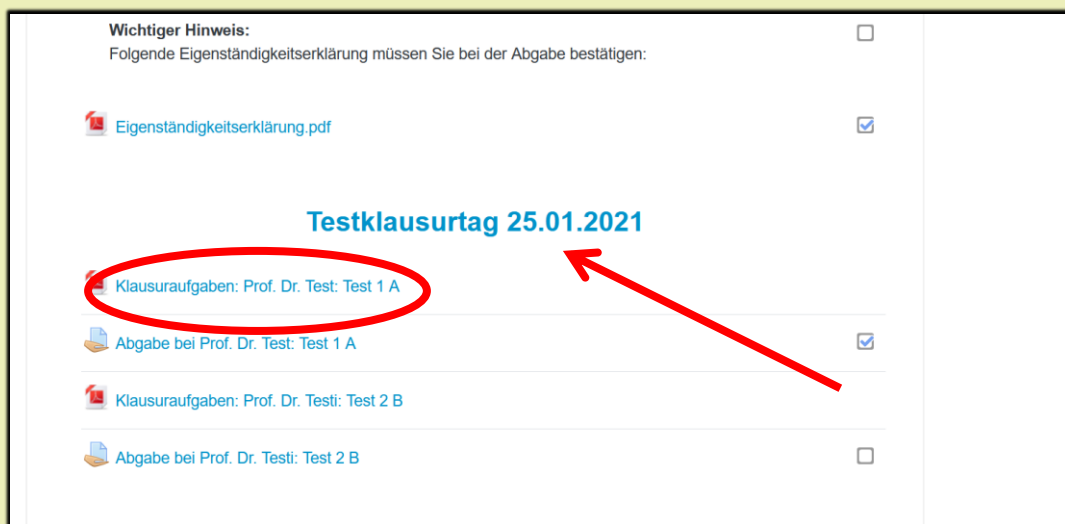 Wichtiger Hinweis:
Folgende Eigenständigkeitserklärung müssen Sie bei der Abgabe bestätigen:
Eigenständigkeitserklärung.pdf
Testklausurtag 25.01.2021
Klausuraufgaben: Prof. Dr. Test: Test 1 A
Abgabe bei Prof. Dr. Test: Test 1 A
Klausuraufgaben: Prof. Dr. Testi: Test 2 B
Abgabe bei Prof. Dr. Testi: Test 2 B